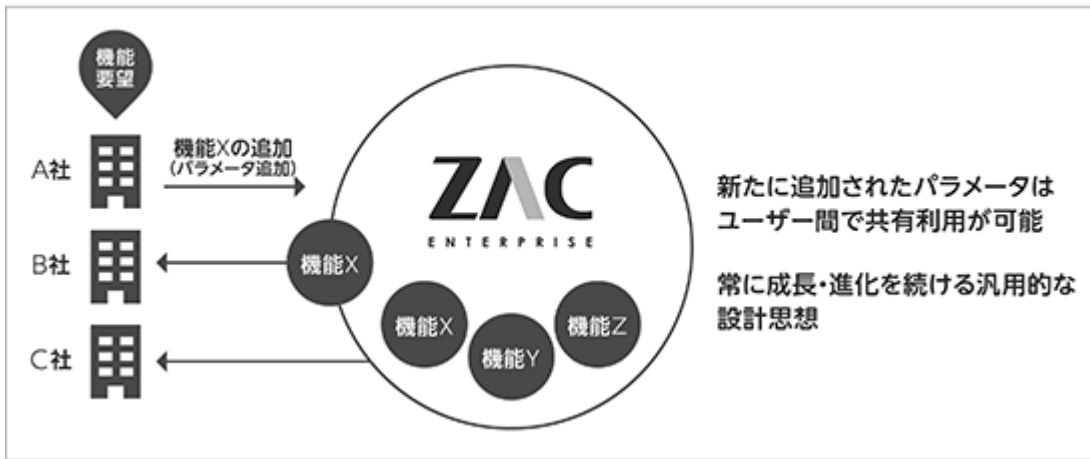 機能
要望
A社
機能Xの追加
(パラメータ追加)
B社
C社
ZAC
ENTERPRISE
機能X
機能X
機能Y
機能Z
新たに追加されたパラメータは
ユーザー間で共有利用が可能
常に成長・進化を続ける汎用的な
設計思想